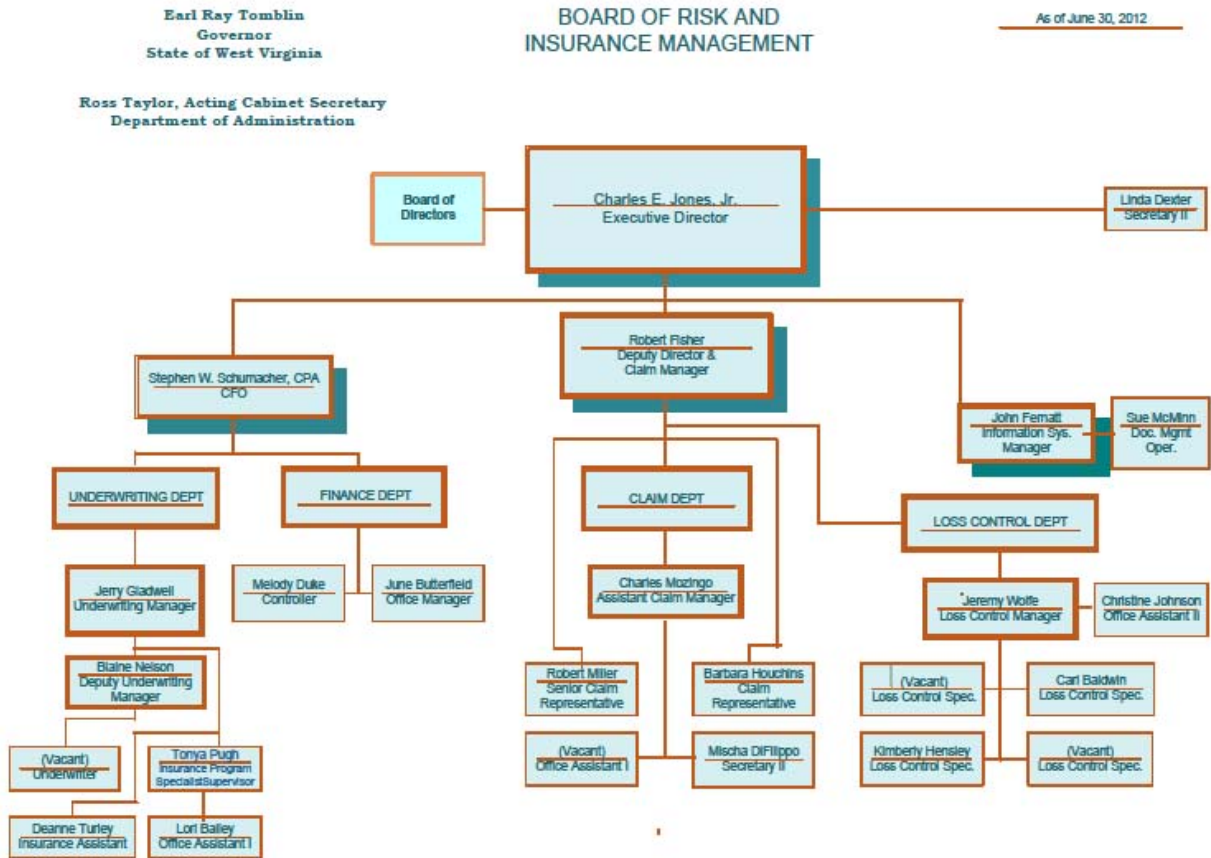 Earl Ray Tomblin
Governor
State of West Virginia
BOARD OF RISK AND
INSURANCE MANAGEMENT
As of June 30, 2012
Ross Taylor, Acting Cabinet Secretary
Department of Administration
Board of
Directors
Charles E. Jones, Jr.
Executive Director
Linda Dexter
Secretary II
Robert Fisher
Deputy Director &
Claim Manager
Stephen W. Schumacher, CPA
CFO
John Fernatt
Information Sys.
Manager
Sue McMinn
Doc. Mgmt
Oper.
UNDERWRITING DEPT
FINANCE DEPT
CLAIM DEPT
LOSS CONTROL DEPT
Jerry Gladwell
Underwriting Manager
Melody Duke
Controller
June Butterfield
Office Manager
Charles Mozingo
Assistant Claim Manager
Jeremy Wolfe
Loss Control Manager
Christine Johnson
Office Assistant II
Blaine Nelson
Deputy Underwriting
Manager
Robert Miller
Senior Claim
Representative
Barbara Houchins
Claim
Representative
(Vacant)
Loss Control Spec.
Carl Baldwin
Loss Control Spec.
(Vacant)
Underwriter
Tonya Pugh
Insurance Program
SpecialistSupervisor
(Vacant)
Office Assistant I
Mischa DiFilippo
Secretary II
Kimberly Hensley
Loss Control Spec.
(Vacant)
Loss Control Spec.
Deanne Turley
Insurance Assistant
Lori Bailey
Office Assistant I